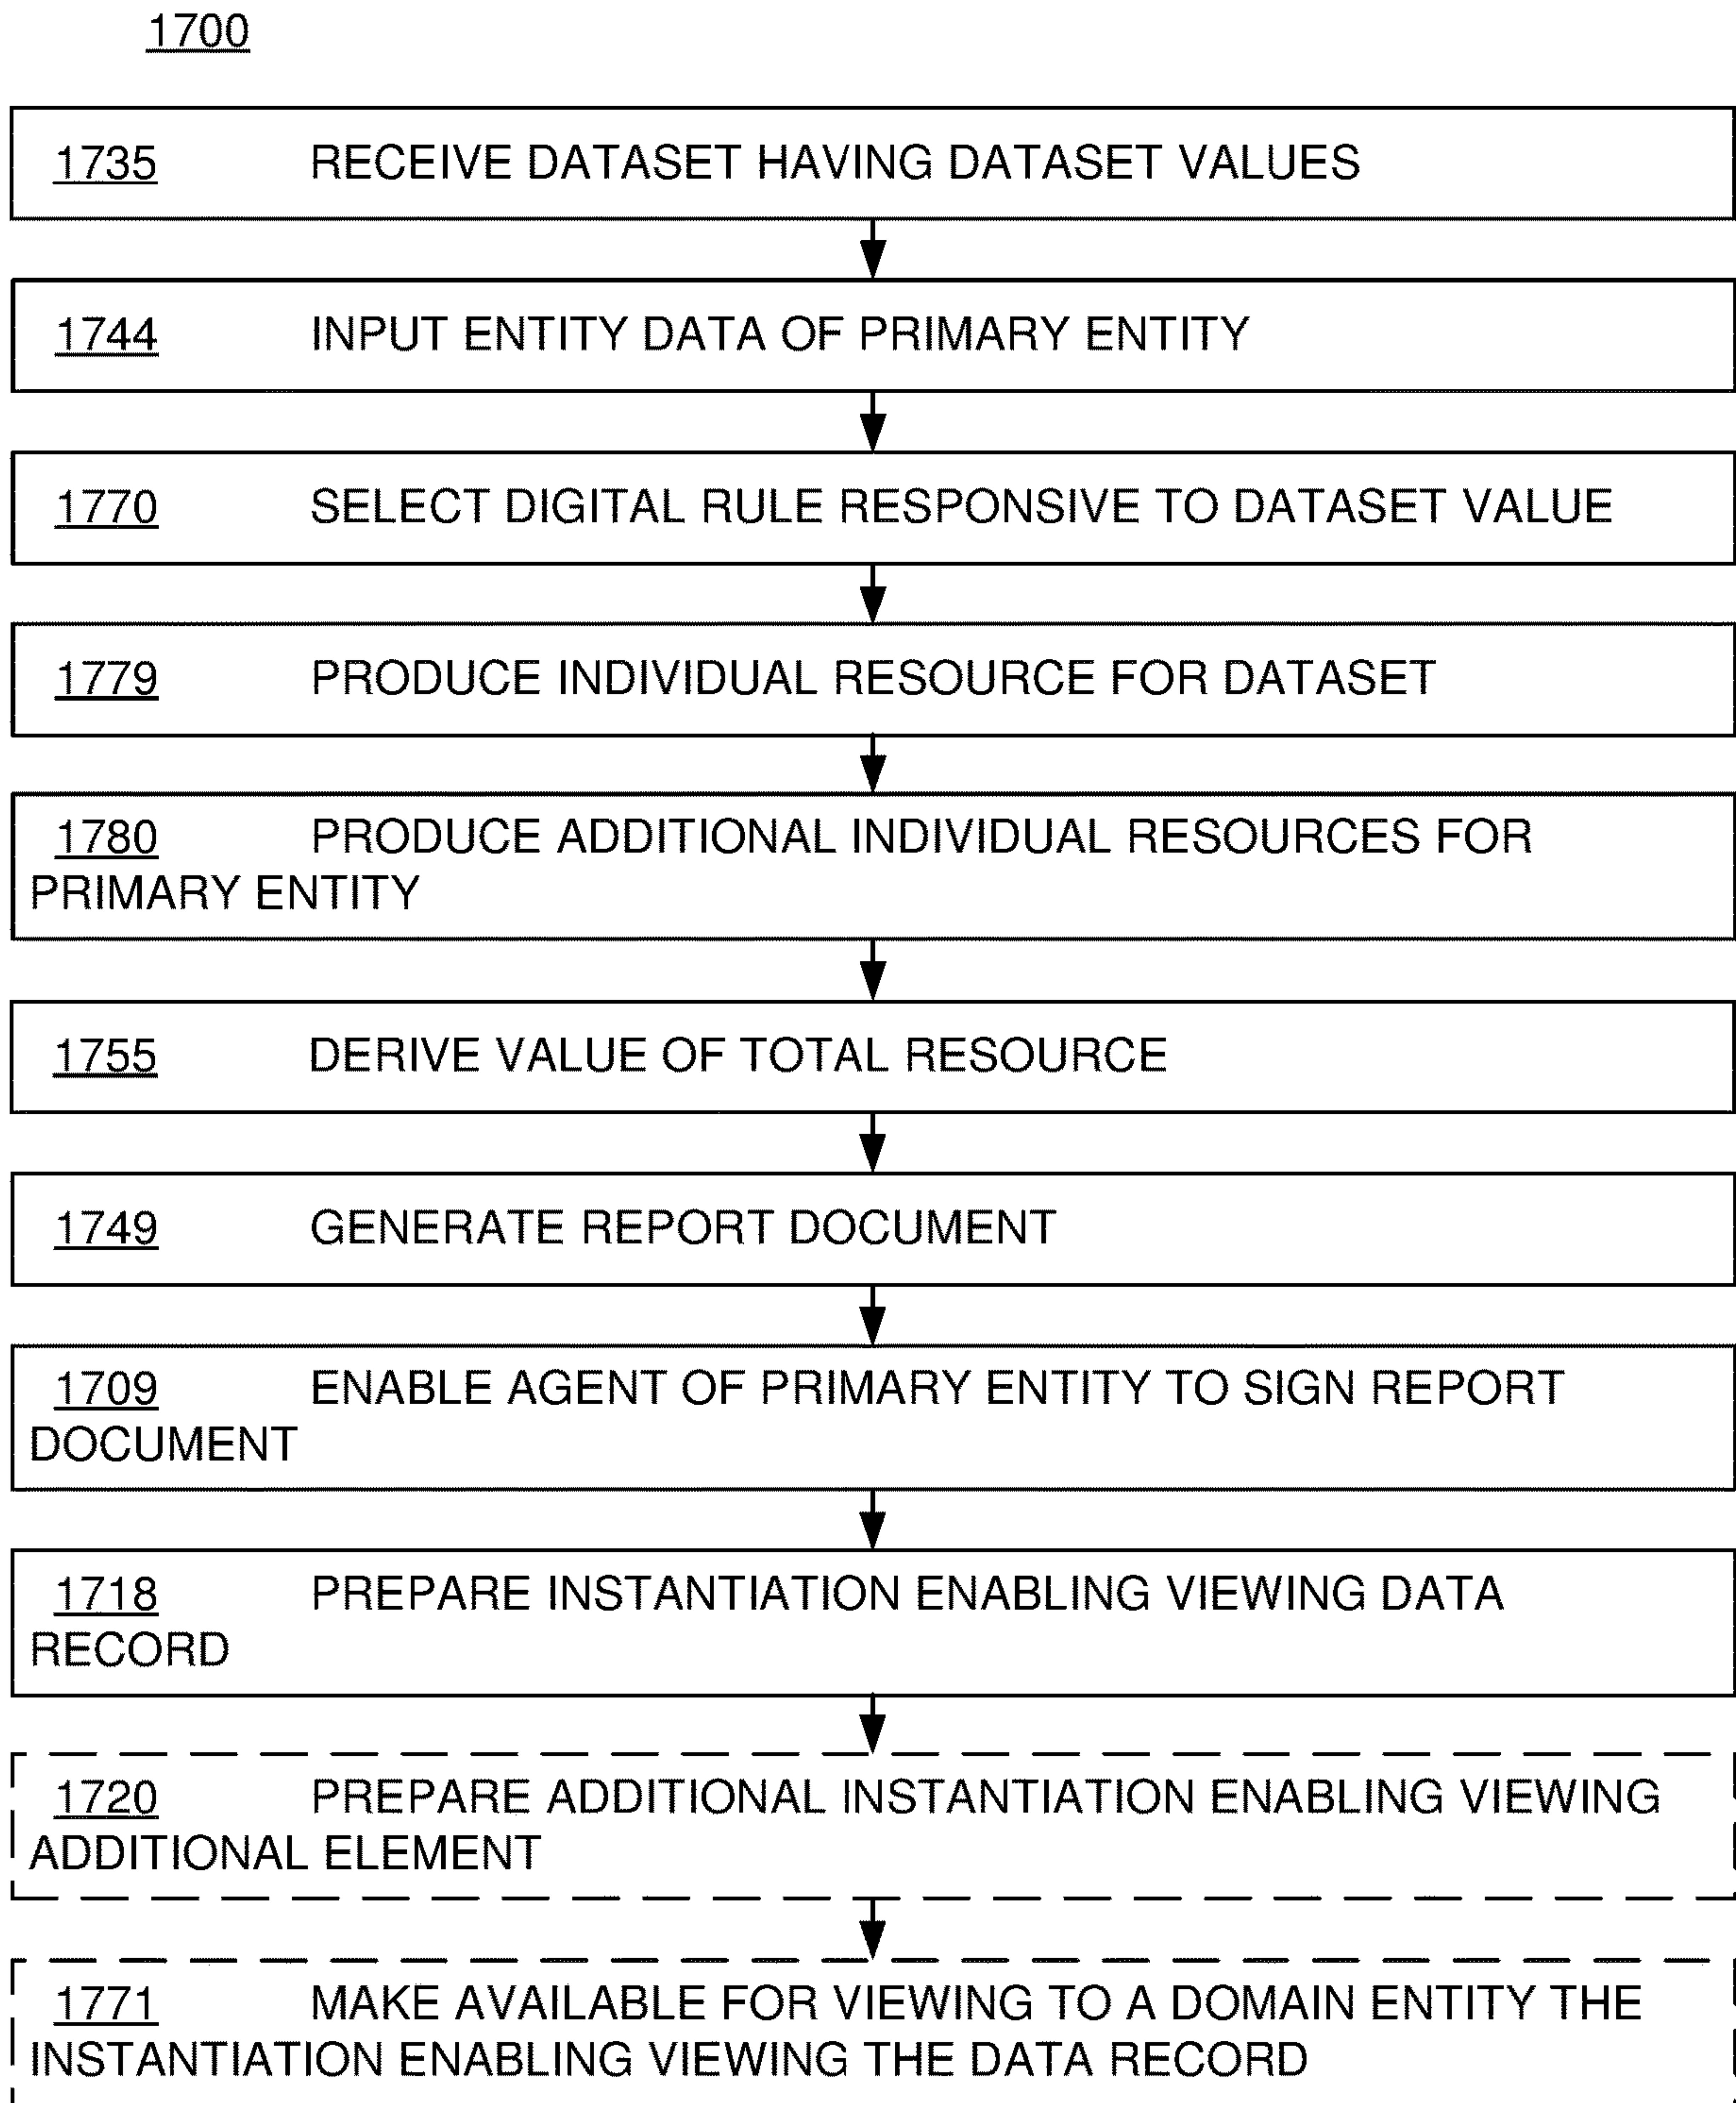 1700
1735 RECEIVE DATASET HAVING DATASET VALUES
1744 INPUT ENTITY DATA OF PRIMARY ENTITY
1770 SELECT DIGITAL RULE RESPONSIVE TO DATASET VALUE
1779 PRODUCE INDIVIDUAL RESOURCE FOR DATASET
1780 PRODUCE ADDITIONAL INDIVIDUAL RESOURCES FOR
PRIMARY ENTITY
1755 DERIVE VALUE OF TOTAL RESOURCE
1749 GENERATE REPORT DOCUMENT
1709 ENABLE AGENT OF PRIMARY ENTITY TO SIGN REPORT
DOCUMENT
1718 PREPARE INSTANTIATION ENABLING VIEWING DATA
RECORD
1720 PREPARE ADDITIONAL INSTANTIATION ENABLING VIEWING
ADDITIONAL ELEMENT
1771 MAKE AVAILABLE FOR VIEWING TO A DOMAIN ENTITY THE
INSTANTIATION ENABLING VIEWING THE DATA RECORD